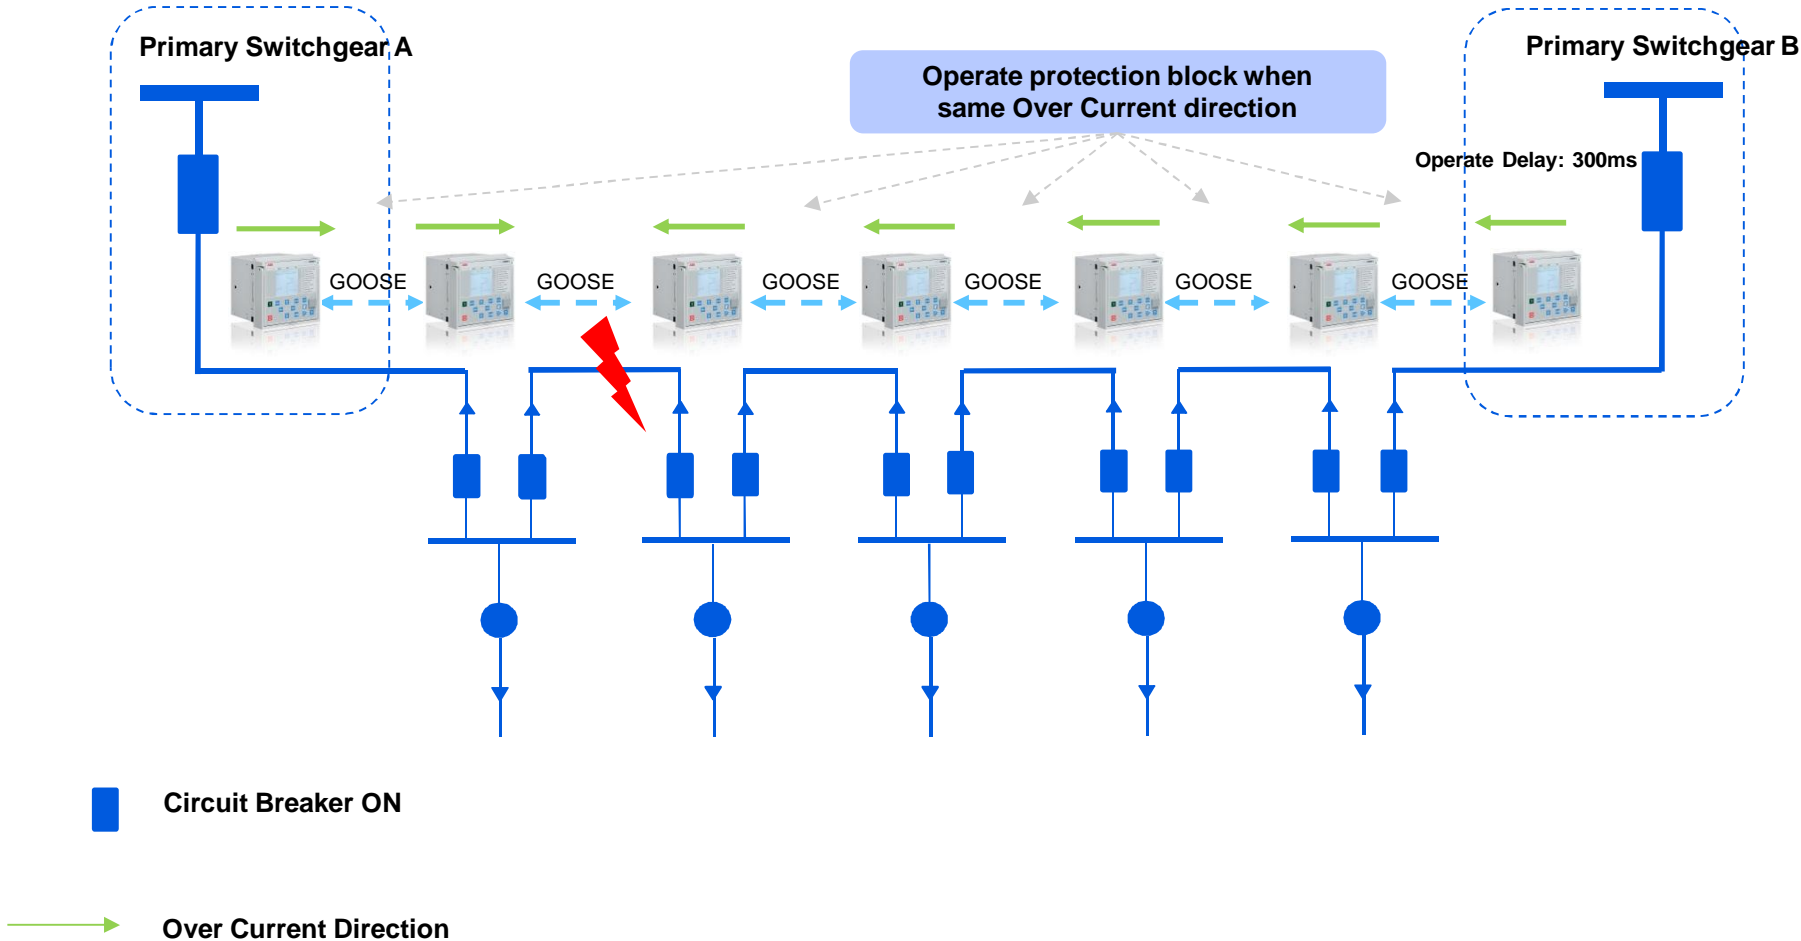 Primary Switchgear A
Primary Switchgear B
Operate protection block when
same Over Current direction
Operate Delay: 300ms
GOOSE
GOOSE
GOOSE
GOOSE
GOOSE
GOOSE
Circuit Breaker ON
Over Current Direction